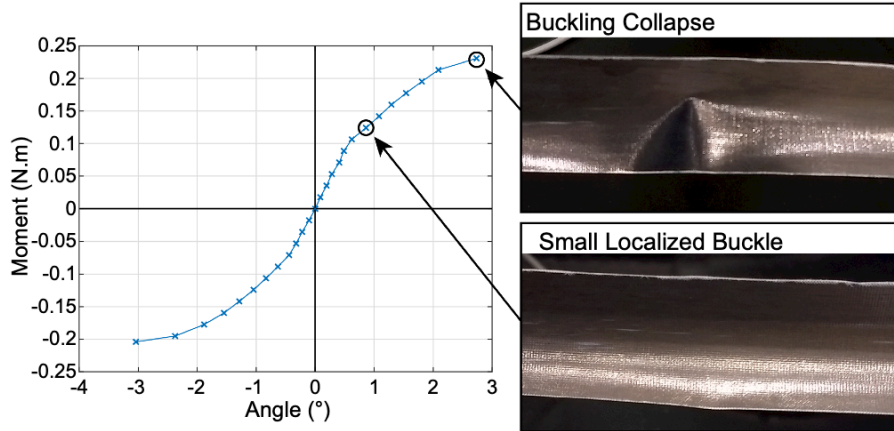 Buckling Collapse
0.25
0.2
0.15
0.1
0.05
0
-0.05
-0.1
-0.15
-0.2
-0.25
Moment (N.m)
-4 -3 -2 -1 0 1 2 3
Angle (°)
Small Localized Buckle